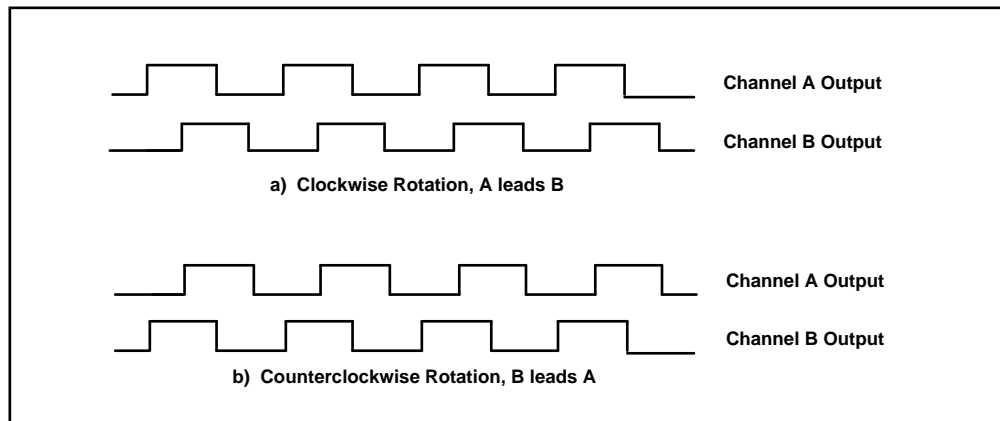 Channel A Output
Channel B Output
a) Clockwise Rotation, A leads B
Channel A Output
Channel B Output
b) Counterclockwise Rotation, B leads A